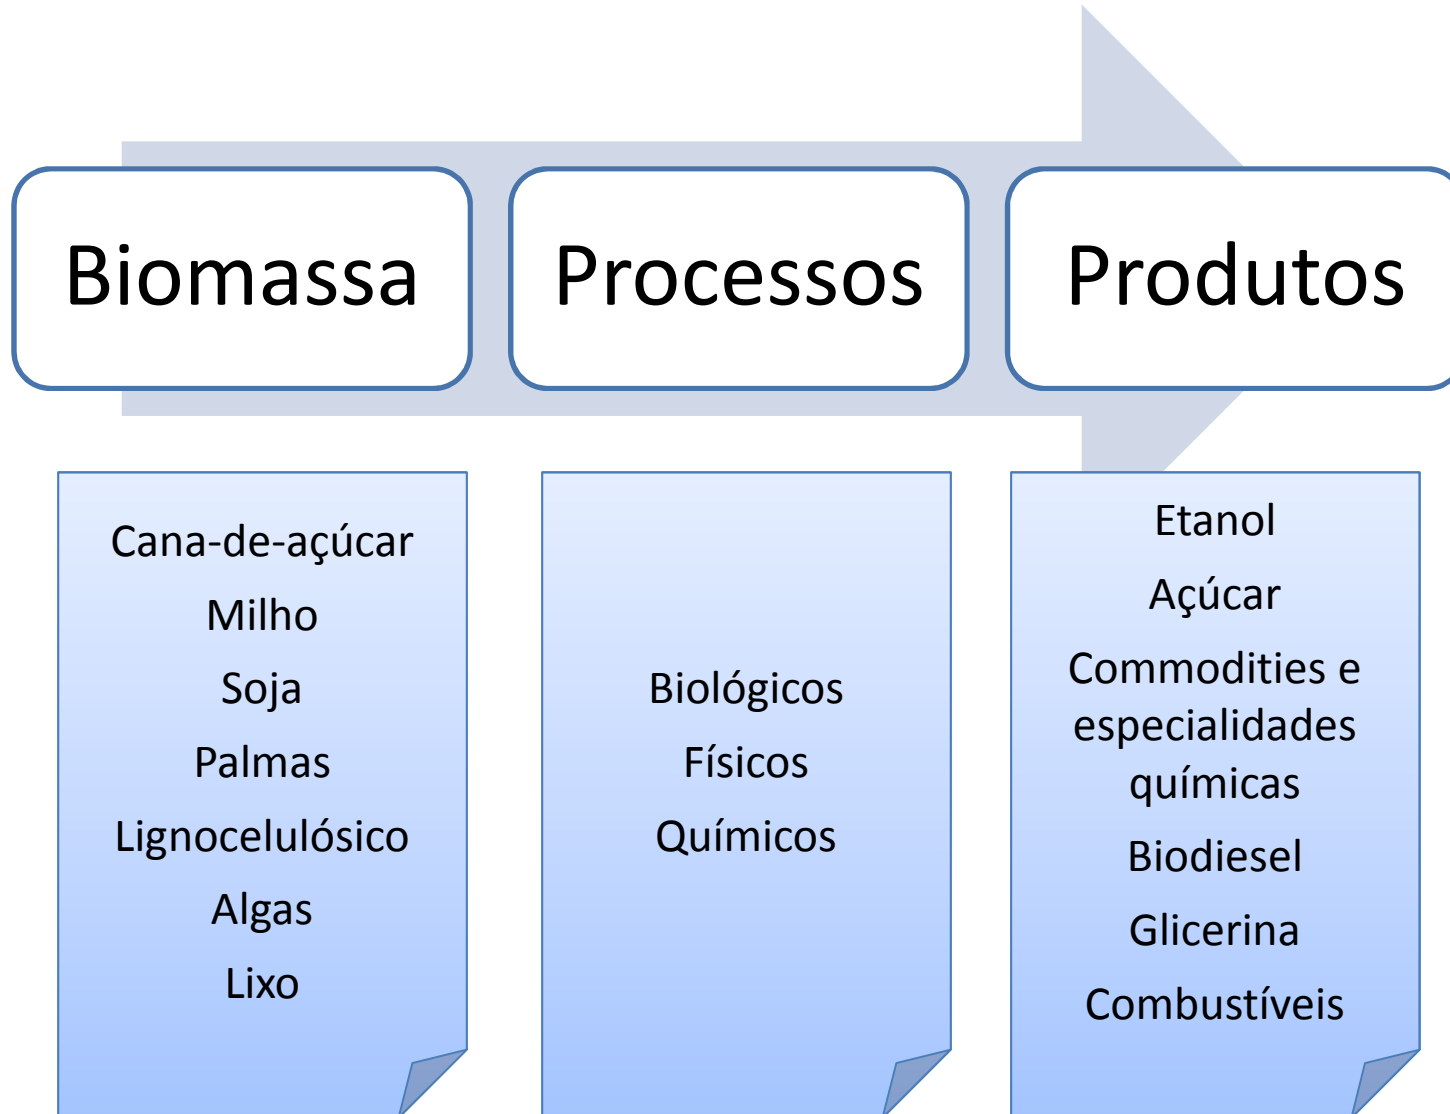 Biomassa
Processos
Produtos
Cana-de-açúcar
Milho
Soja
Palmas
Lignocelulósico
Algas
Lixo
Biológicos
Físicos
Químicos
Etanol
Açúcar
Commodities e
especialidades
químicas
Biodiesel
Glicerina
Combustíveis